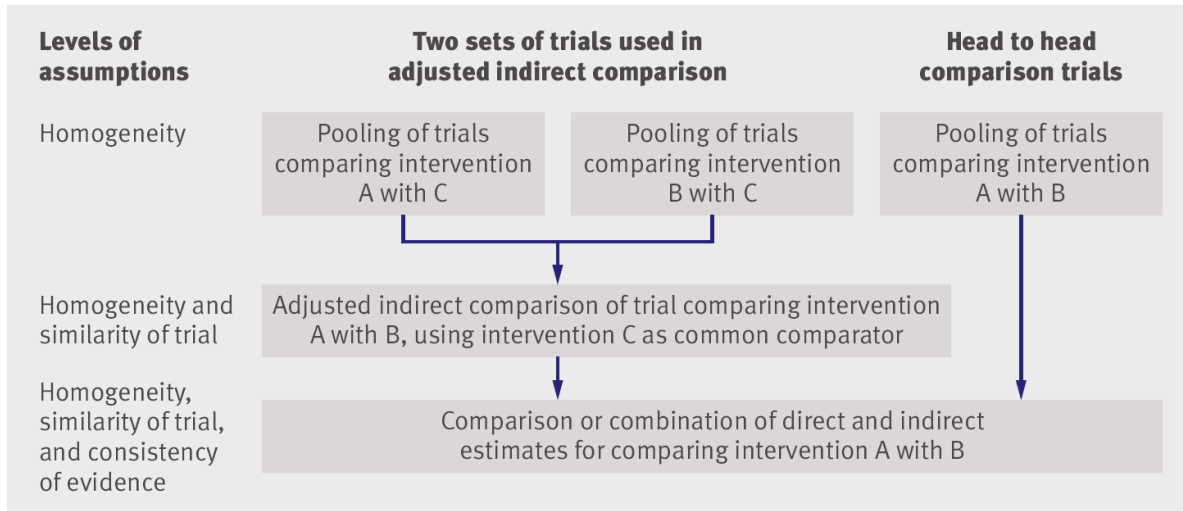 Levels of
assumptions
Two sets of trials used in
adjusted indirect comparison
Head to head
comparison trials
Homogeneity
Pooling of trials
comparing intervention
A with C
Pooling of trials
comparing intervention
B with C
Pooling of trials
comparing intervention
A with B
Homogeneity and
similarity of trial
Adjusted indirect comparison of trial comparing intervention
A with B, using intervention C as common comparator
Homogeneity,
similarity of trial,
and consistency
of evidence
Comparison or combination of direct and indirect
estimates for comparing intervention A with B